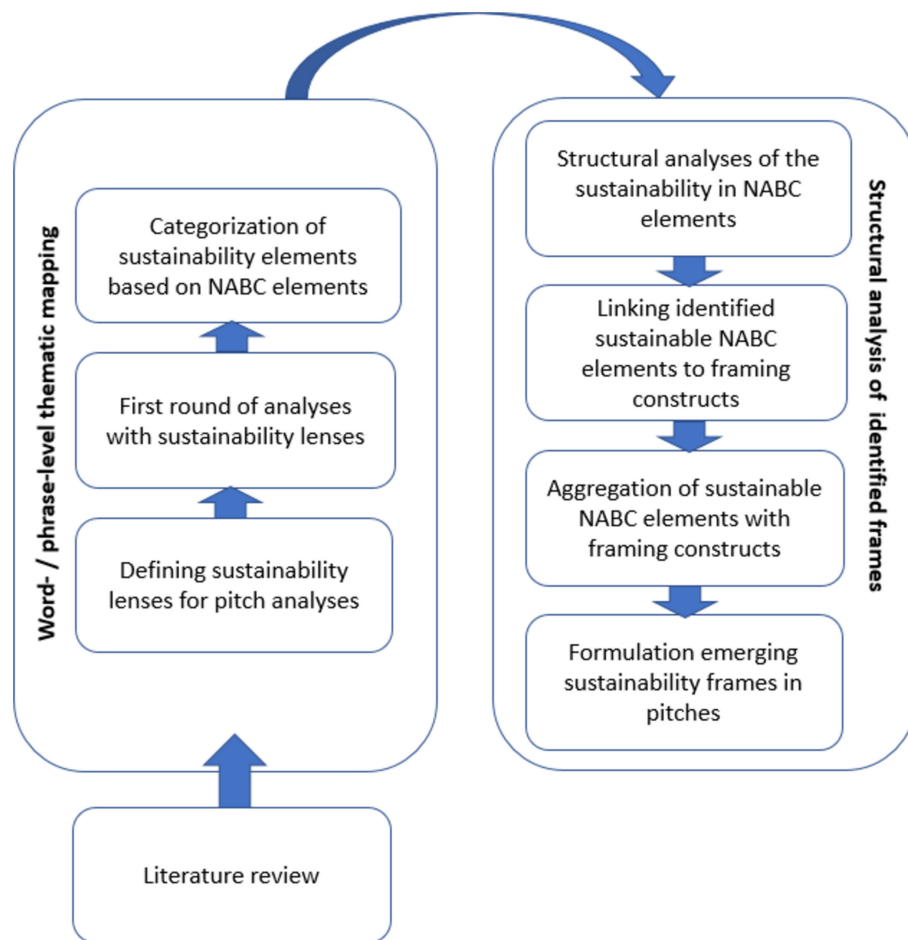 Word- / phrase-level thematic mapping
Categorization of
sustainability elements
based on NABC elements
First round of analyses
with sustainability lenses
Defining sustainability
lenses for pitch analyses
Literature review
Structural analysis of identified frames
Structural analyses of the
sustainability in NABC
elements
Linking identified
sustainable NABC
elements to framing
constructs
Aggregation of sustainable
NABC elements with
framing constructs
Formulation emerging
sustainability frames in
pitches